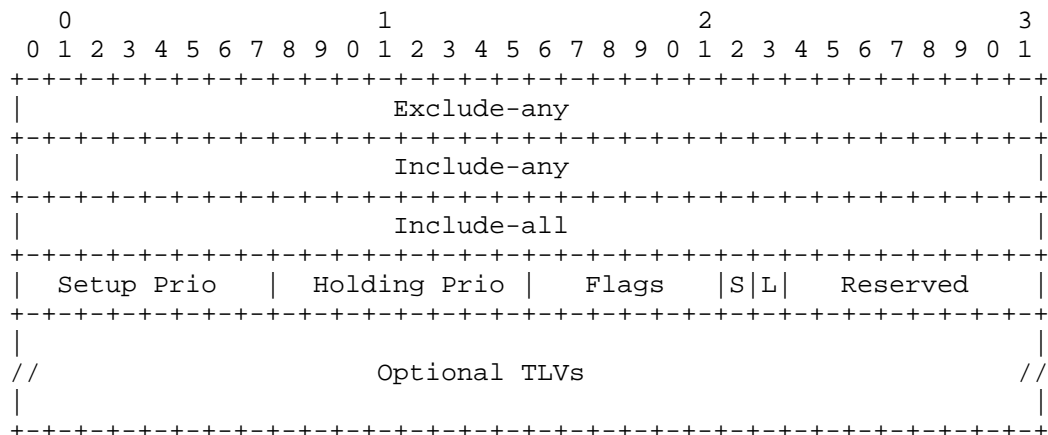 0                   1                   2                   3
 0 1 2 3 4 5 6 7 8 9 0 1 2 3 4 5 6 7 8 9 0 1 2 3 4 5 6 7 8 9 0 1
+-+-+-+-+-+-+-+-+-+-+-+-+-+-+-+-+-+-+-+-+-+-+-+-+-+-+-+-+-+-+-+-+
|                       Exclude-any                             |
+-+-+-+-+-+-+-+-+-+-+-+-+-+-+-+-+-+-+-+-+-+-+-+-+-+-+-+-+-+-+-+-+
|                       Include-any                             |
+-+-+-+-+-+-+-+-+-+-+-+-+-+-+-+-+-+-+-+-+-+-+-+-+-+-+-+-+-+-+-+-+
|                       Include-all                             |
+-+-+-+-+-+-+-+-+-+-+-+-+-+-+-+-+-+-+-+-+-+-+-+-+-+-+-+-+-+-+-+-+
|  Setup Prio   |  Holding Prio |   Flags   |S|L|   Reserved    |
+-+-+-+-+-+-+-+-+-+-+-+-+-+-+-+-+-+-+-+-+-+-+-+-+-+-+-+-+-+-+-+-+
|                                                               |
//                     Optional TLVs                           //
|                                                               |
+-+-+-+-+-+-+-+-+-+-+-+-+-+-+-+-+-+-+-+-+-+-+-+-+-+-+-+-+-+-+-+-+